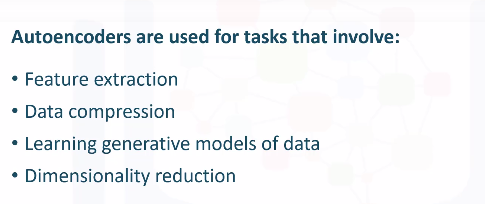 Autoencoders are used for tasks that involve:
• Feature extraction
• Data compression
• Learning generative models of data
• Dimensionality reduction